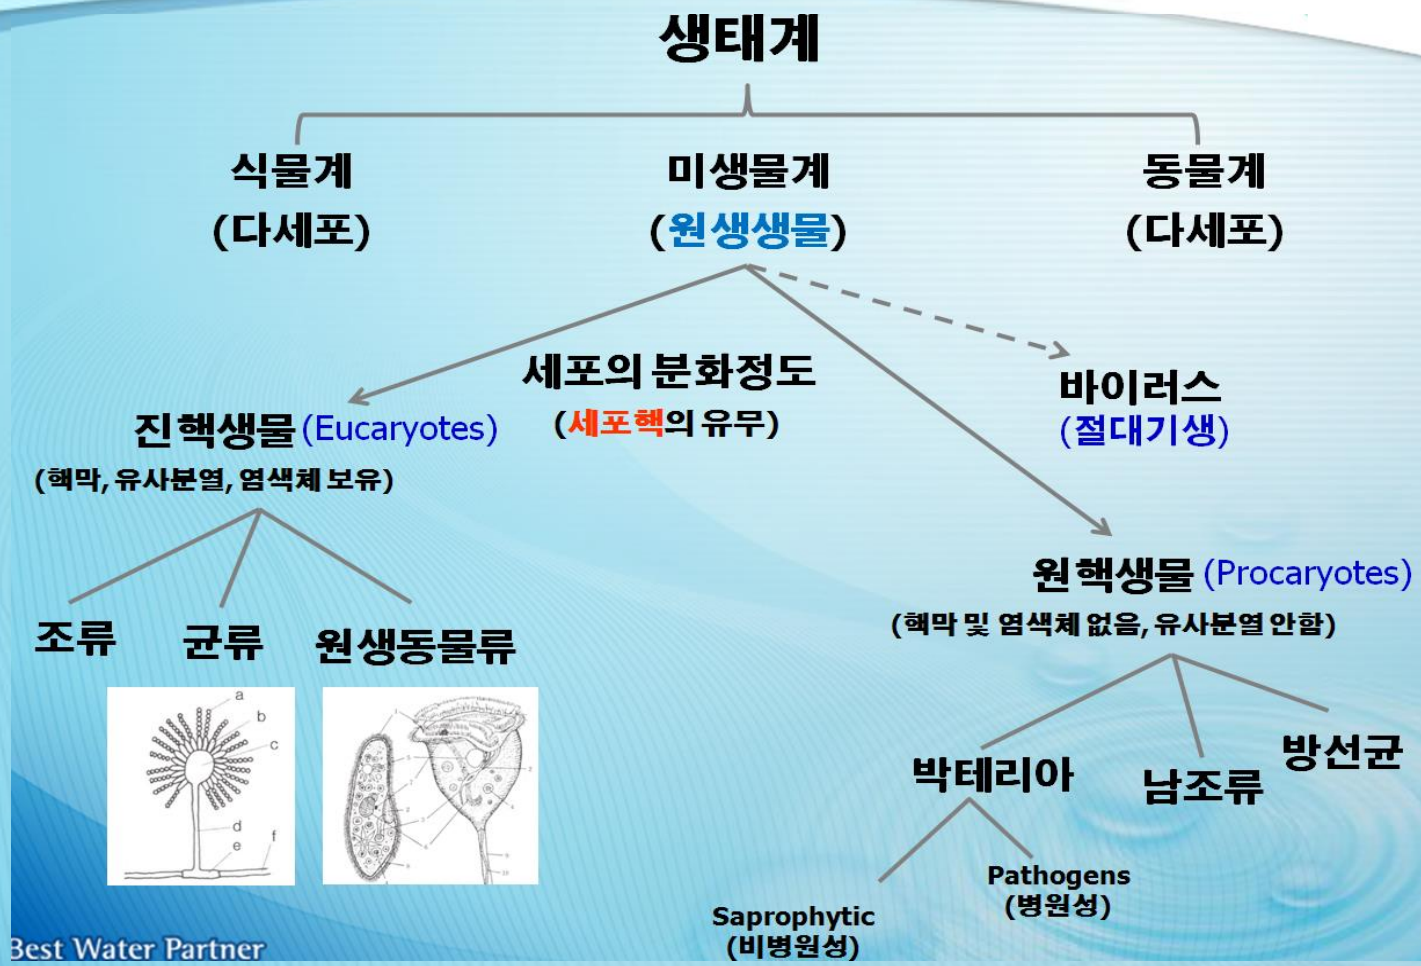 생태계
식물계
(다세포)
미생물계
(원생생물)
동물계
(다세포)
세포의 분화정도
(세포핵의 유무)
바이러스
(절대기생)
진핵생물 (Eucaryotes)
(핵막, 유사분열, 염색체 보유)
조류
균류
원생동물류
원핵생물 (Procaryotes)
(핵막 및 염색체 없음, 유사분열 안함)
박테리아
남조류
방선균
a
b
c
d
e
f
Saprophytic
(비병원성)
Pathogens
(병원성)
Best Water Partner